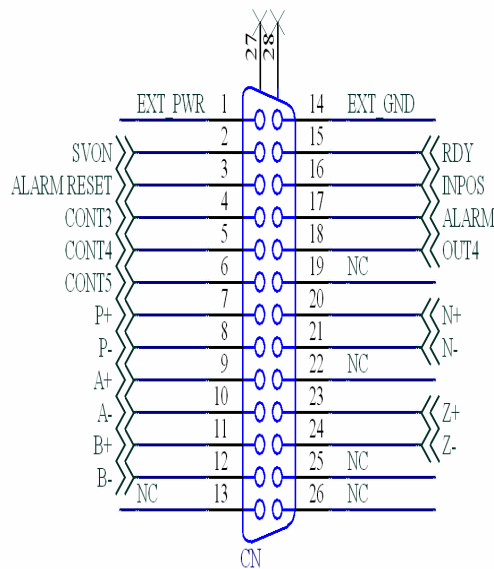 27 28
EXT_PWR 1 14 EXT_GND
2 15
SVON RDY
3 16
ALARM RESET INPOS
4 17
CONT3 ALARM
5 18
CONT4 OUT4
6 19 NC
CONT5
7 20
P+ N+
8 21
P- N-
9 22 NC
A+
10 23
A- Z+
11 24
B+ Z-
12 25 NC
B-
NC 13 26 NC
CN